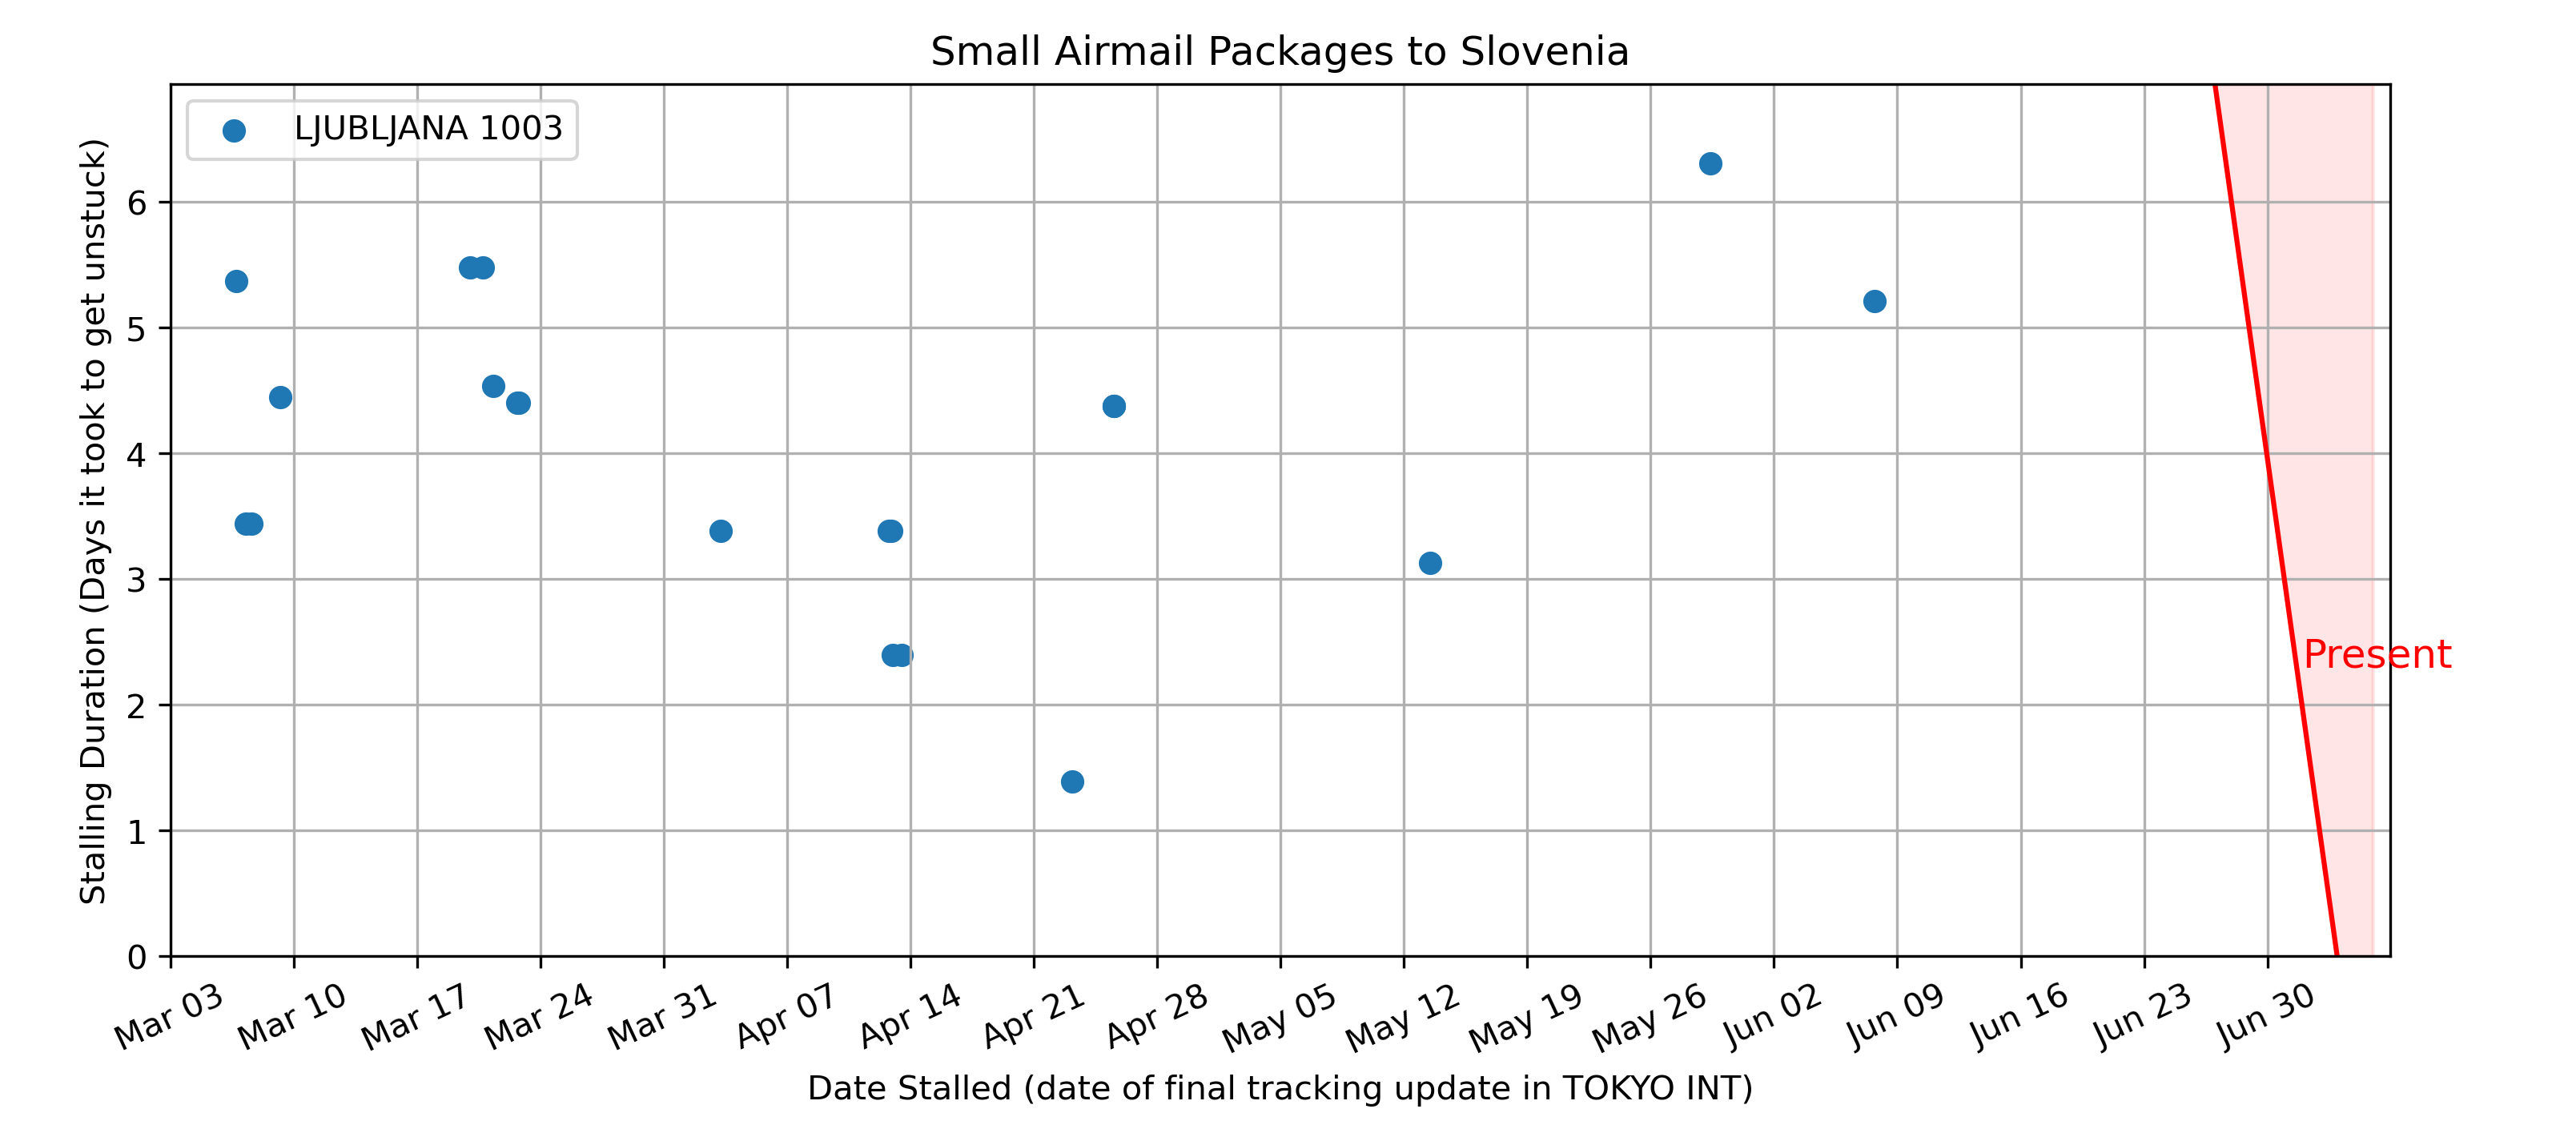 Small Airmail Packages to Slovenia
LJUBLJANA 1003
Stalling Duration (Days it took to get unstuck)
6
5
4
3
2
1
0
Present
Mar 03
Mar 10
Mar 17
Mar 24
Mar 31
Apr 07
Apr 14
Apr 21
Apr 28
May 05
May 12
May 19
May 26
Jun 02
Jun 09
Jun 16
Jun 23
Jun 30
Date Stalled (date of final tracking update in TOKYO INT)